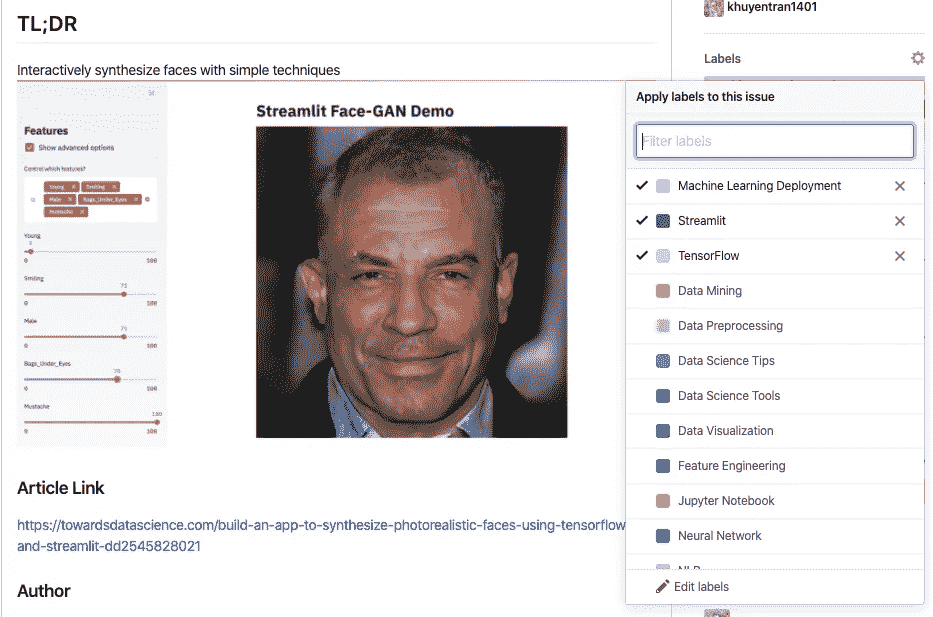 TL;DR
Interactively synthesize faces with simple techniques
Features
Show advanced options
Control which features?
Young × Smiling ×
Male × Bags_Under_Eyes ×
Mustache ×
Young
0 100
Smiling
75
0 100
Male
75
0 100
Bags_Under_Eyes
70
0 100
Mustache
100
0 100
Streamlit Face-GAN Demo
Article Link
https://towardsdatascience.com/build-an-app-to-synthesize-photorealistic-faces-using-tensorflow
and-streamlit-dd2545828021
Author
khuyentran1401
Labels
Apply labels to this issue
Filter labels
Machine Learning Deployment
Streamlit
TensorFlow
Data Mining
Data Preprocessing
Data Science Tips
Data Science Tools
Data Visualization
Feature Engineering
Jupyter Notebook
Neural Network
NLP
Edit labels